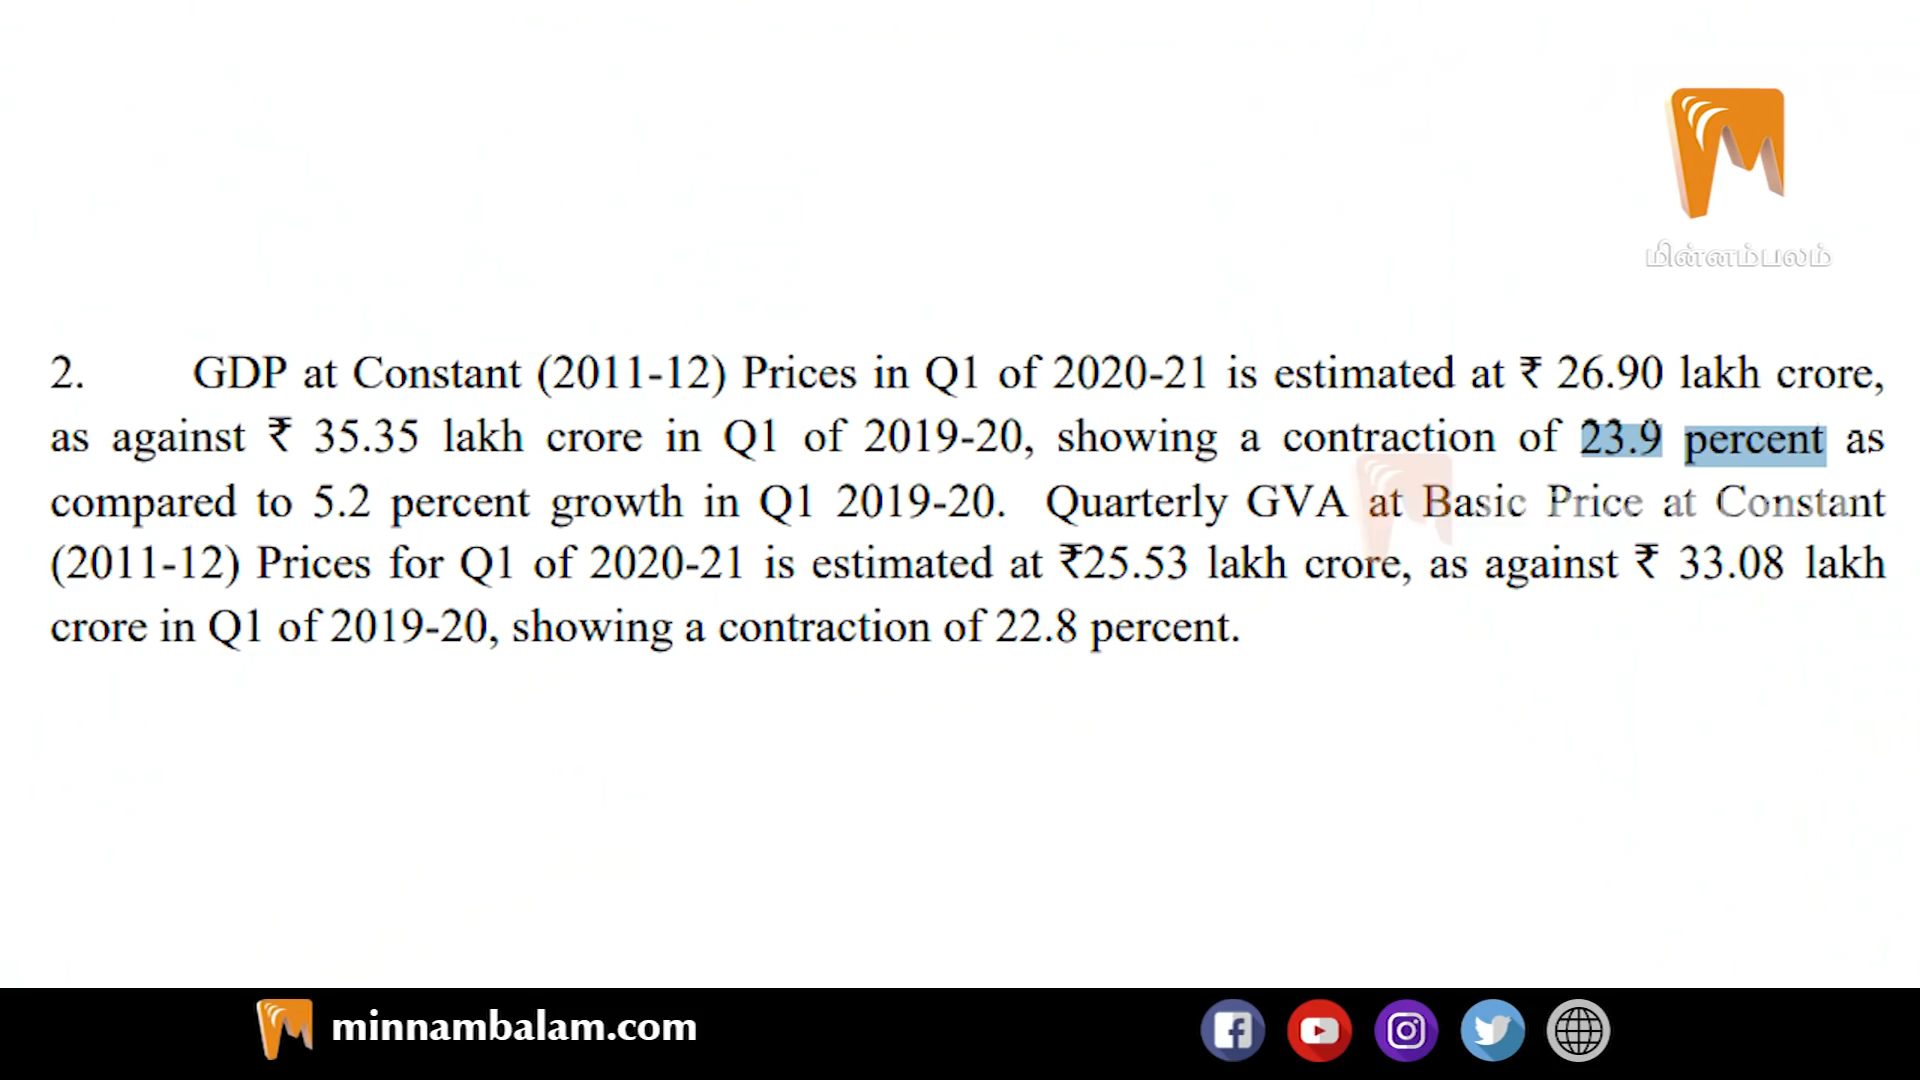 மின்னம்பலம்
2. GDP at Constant (2011-12) Prices in Q1 of 2020-21 is estimated at ₹ 26.90 lakh crore,
as against ₹ 35.35 lakh crore in Q1 of 2019-20, showing a contraction of 23.9 percent as
compared to 5.2 percent growth in Q1 2019-20. Quarterly GVA at Basic Price at Constant
(2011-12) Prices for Q1 of 2020-21 is estimated at ₹25.53 lakh crore, as against ₹ 33.08 lakh
crore in Q1 of 2019-20, showing a contraction of 22.8 percent.
minnambalam.com